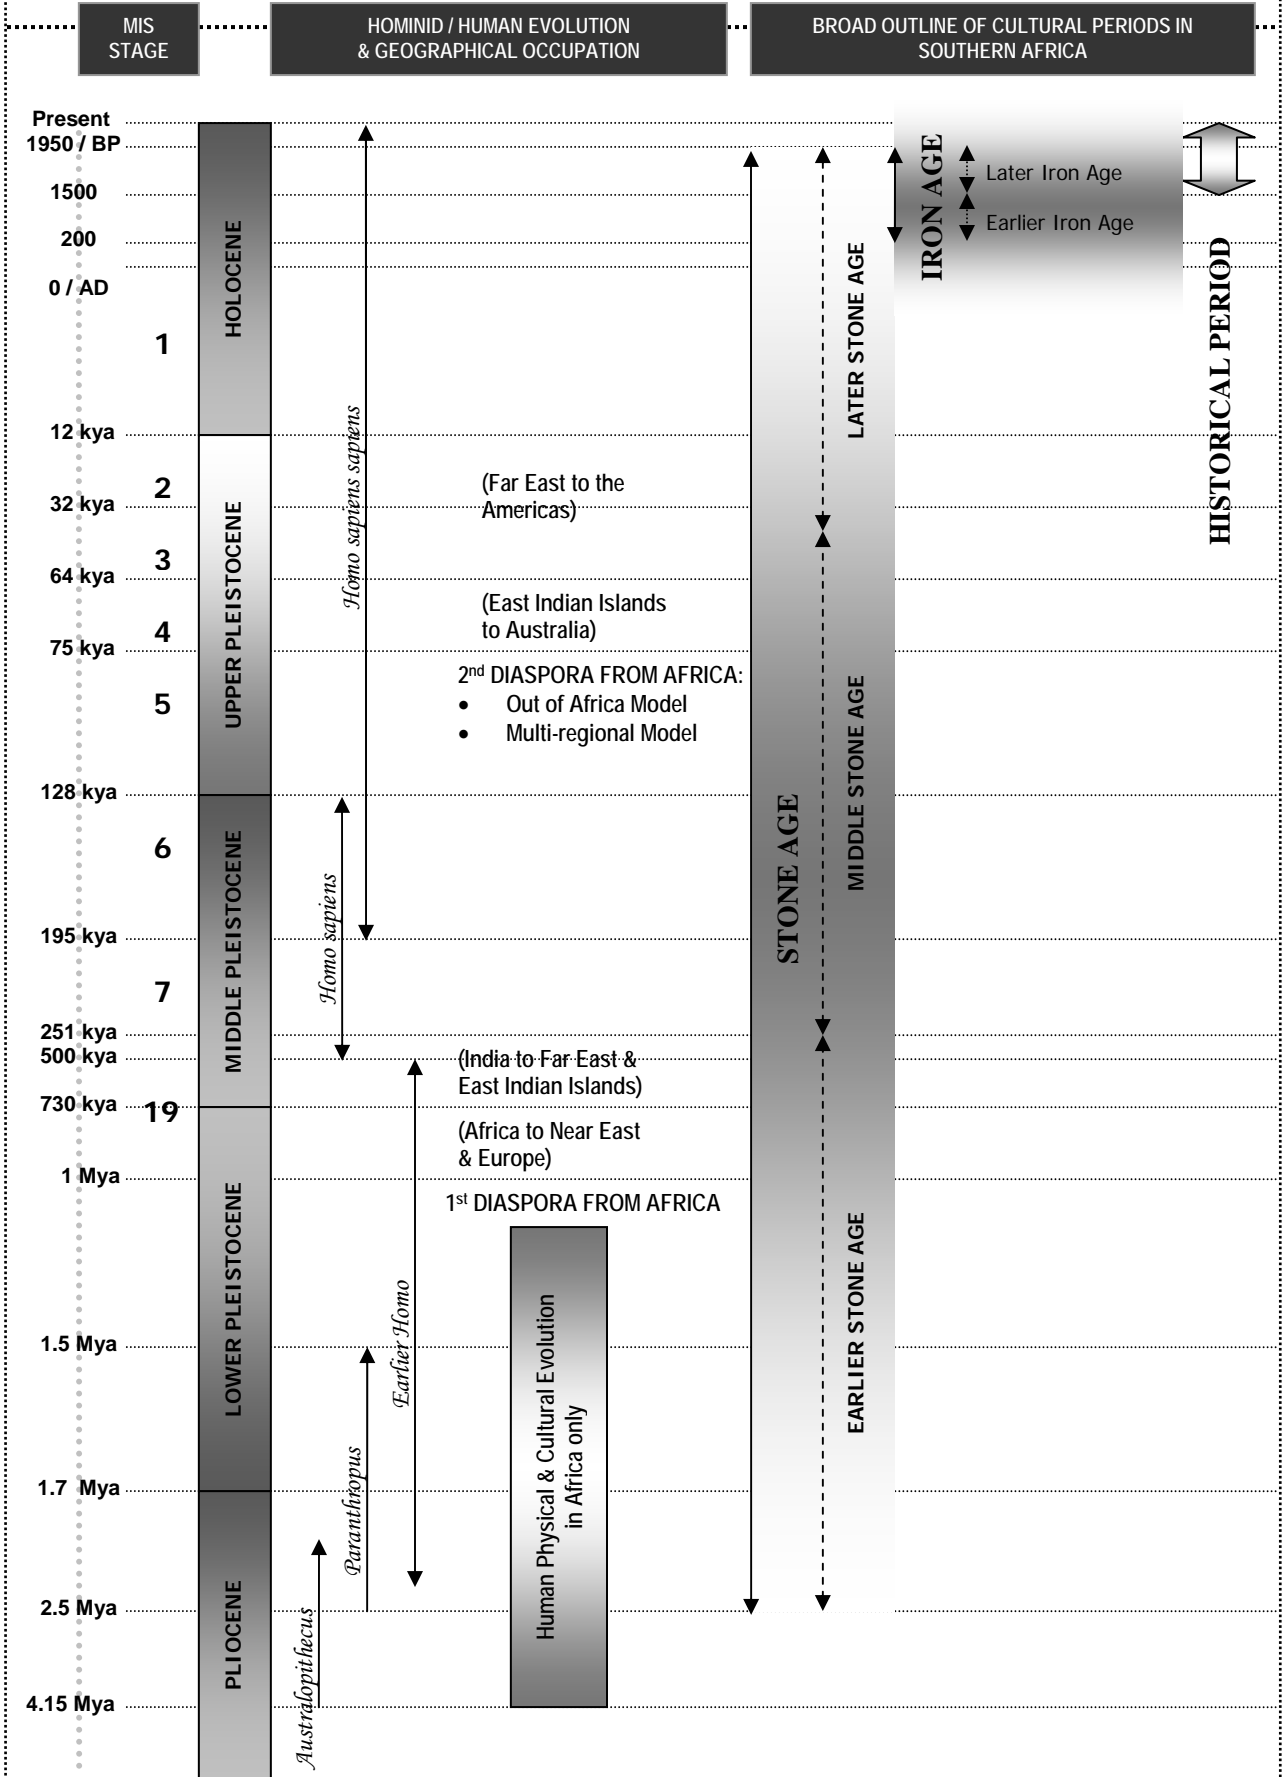 MIS
STAGE
HOMINID / HUMAN EVOLUTION
& GEOGRAPHICAL OCCUPATION
BROAD OUTLINE OF CULTURAL PERIODS IN
SOUTHERN AFRICA
Present
1950 / BP
1500
200
0 / AD
12 kya
32 kya
64 kya
75 kya
128 kya
195 kya
251 kya
500 kya
730 kya
1 Mya
1.5 Mya
1.7 Mya
2.5 Mya
4.15 Mya
1
2
3
4
5
6
7
19
HOLOCENE
UPPER PLEISTOCENE
MIDDLE PLEISTOCENE
LOWER PLEISTOCENE
PLIOCENE
Homo sapiens sapiens
Homo sapiens
Earlier Homo
Paranthropus
Australopithecus
(Far East to the
Americas)
(East Indian Islands
to Australia)
2nd DIASPORA FROM AFRICA:
• Out of Africa Model
• Multi-regional Model
(India to Far East &
East Indian Islands)
(Africa to Near East
& Europe)
1st DIASPORA FROM AFRICA
Human Physical & Cultural Evolution
in Africa only
STONE AGE
LATER STONE AGE
MIDDLE STONE AGE
EARLIER STONE AGE
IRON AGE
Later Iron Age
Earlier Iron Age
HISTORICAL PERIOD